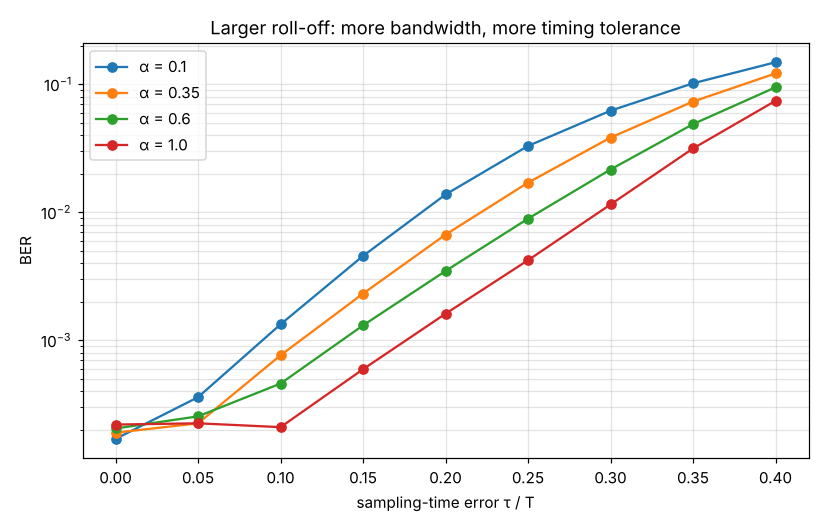 Larger roll-off: more bandwidth, more timing tolerance
α = 0.1
α = 0.35
α = 0.6
α = 1.0
10⁻¹
10⁻²
10⁻³
BER
0.00 0.05 0.10 0.15 0.20 0.25 0.30 0.35 0.40
sampling-time error τ / T